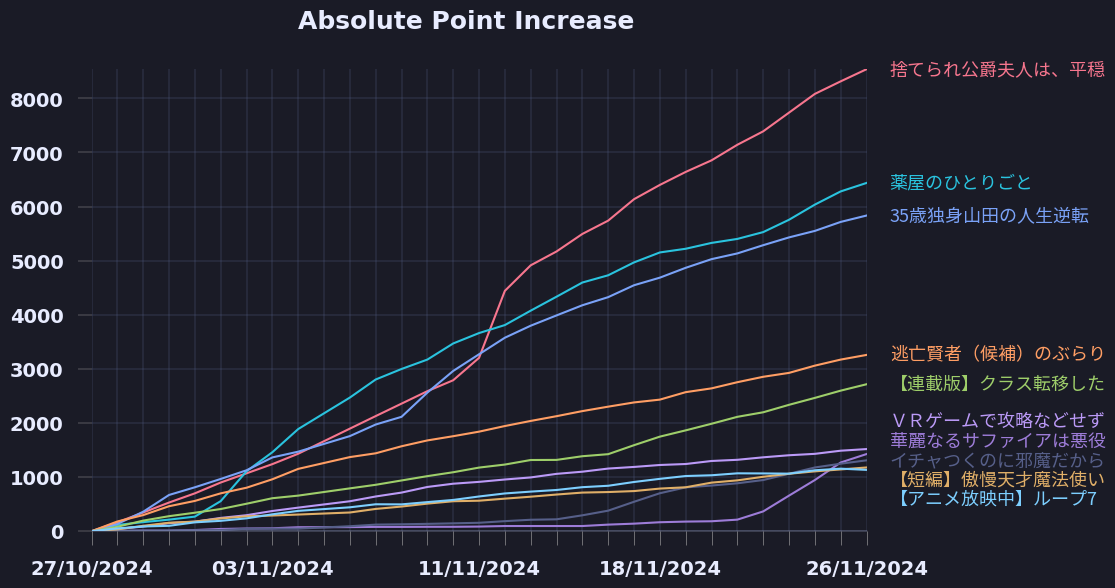 Absolute Point Increase
捨てられ公爵夫人は、平穏
8000
7000
薬屋のひとりごと
6000
35歳独身山田の人生逆転
5000
4000
逃亡賢者（候補）のぶらり
3000
【連載版】クラス転移した
2000
ＶＲゲームで攻略などせず
華麗なるサファイアは悪役
イチャつくのに邪魔だから
1000
【短編】傲慢天才魔法使い
【アニメ放映中】ループ7
0
27/10/2024 03/11/2024 11/11/2024 18/11/2024 26/11/2024